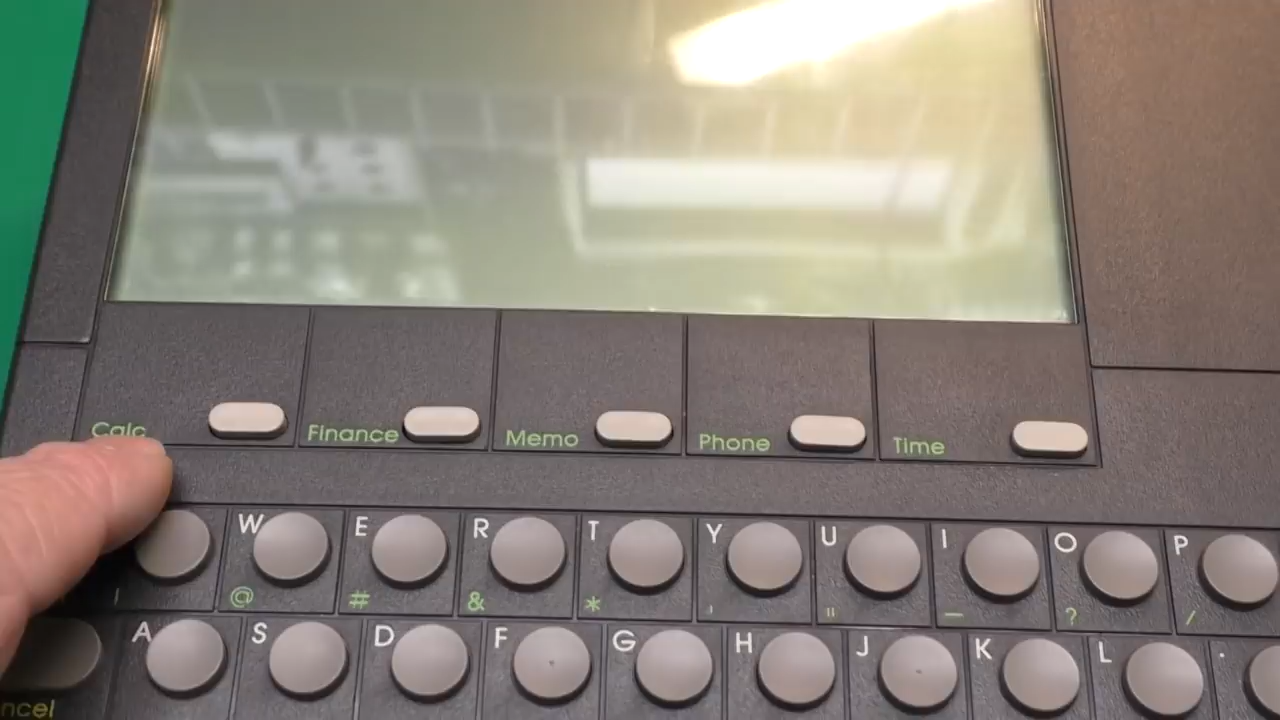 Calc Finance Memo Phone Time
W E R T Y U I O P
@ # & * ' " — ? /
A S D F G H J K L .
ncel